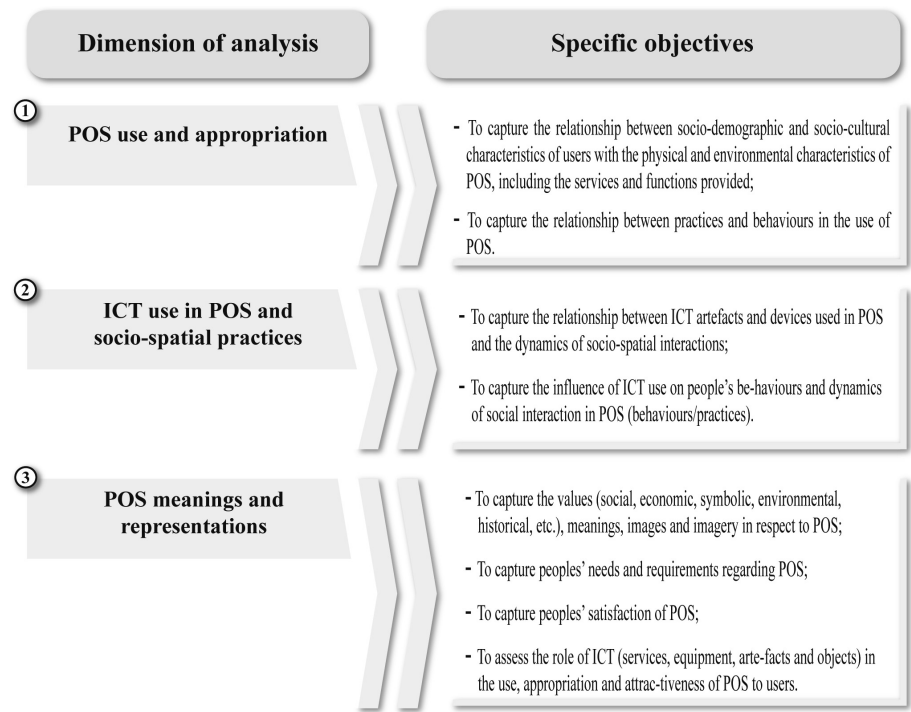 Dimension of analysis
Specific objectives
1
POS use and appropriation
- To capture the relationship between socio-demographic and socio-cultural
characteristics of users with the physical and environmental characteristics of
POS, including the services and functions provided;
- To capture the relationship between practices and behaviours in the use of
POS.
2
ICT use in POS and
socio-spatial practices
- To capture the relationship between ICT artefacts and devices used in POS
and the dynamics of socio-spatial interactions;
- To capture the influence of ICT use on people's be-haviours and dynamics
of social interaction in POS (behaviours/practices).
3
POS meanings and
representations
- To capture the values (social, economic, symbolic, environmental,
historical, etc.), meanings, images and imagery in respect to POS;
- To capture peoples' needs and requirements regarding POS;
- To capture peoples' satisfaction of POS;
- To assess the role of ICT (services, equipment, arte-facts and objects) in
the use, appropriation and attrac-tiveness of POS to users.